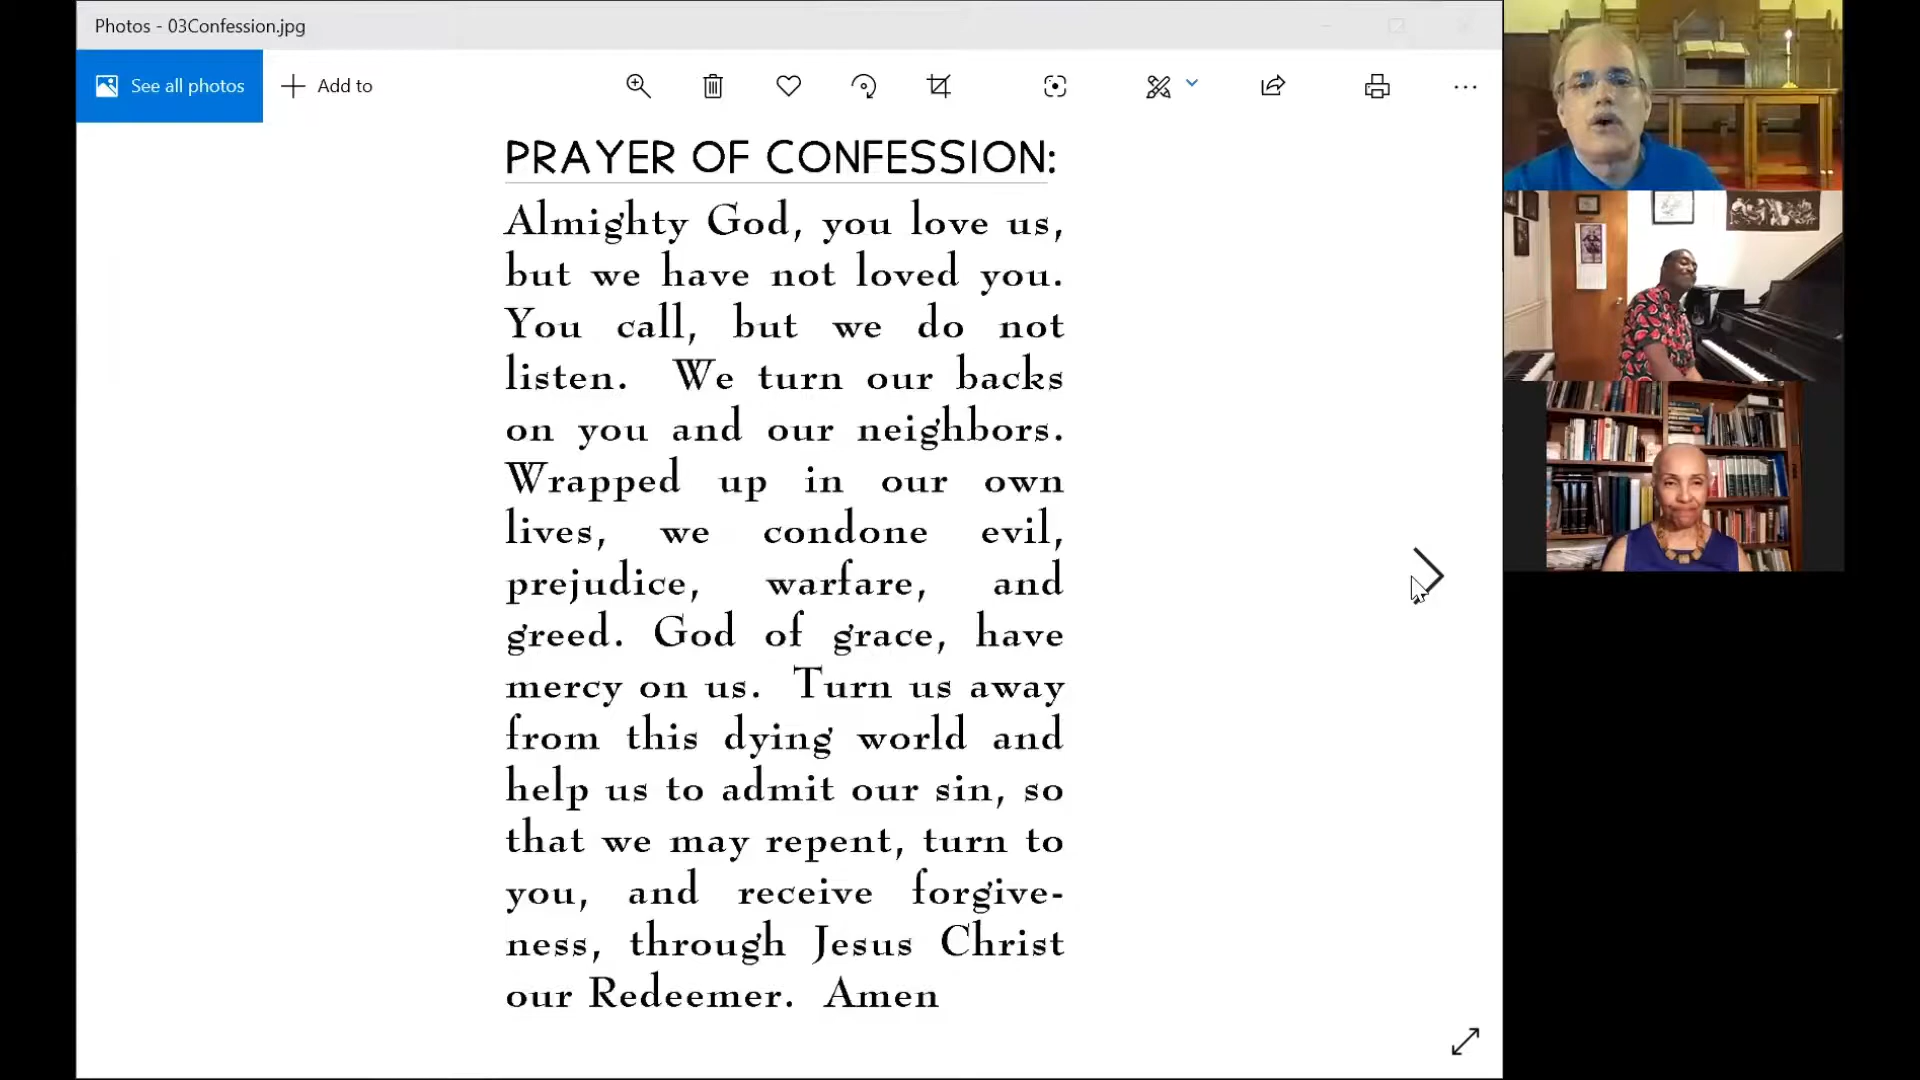 Photos - 03Confession.jpg
See all photos
Add to
PRAYER OF CONFESSION:
Almighty God, you love us,
but we have not loved you.
You call, but we do not
listen. We turn our backs
on you and our neighbors.
Wrapped up in our own
lives, we condone evil,
prejudice, warfare, and
greed. God of grace, have
mercy on us. Turn us away
from this dying world and
help us to admit our sin, so
that we may repent, turn to
you, and receive forgive-
ness, through Jesus Christ
our Redeemer. Amen